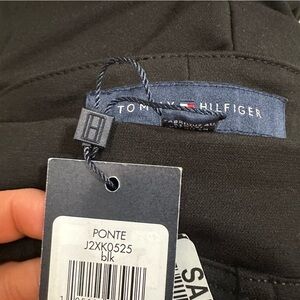 TOMMY HILFIGER
H
PONTE
J2XK0525
blk
SA